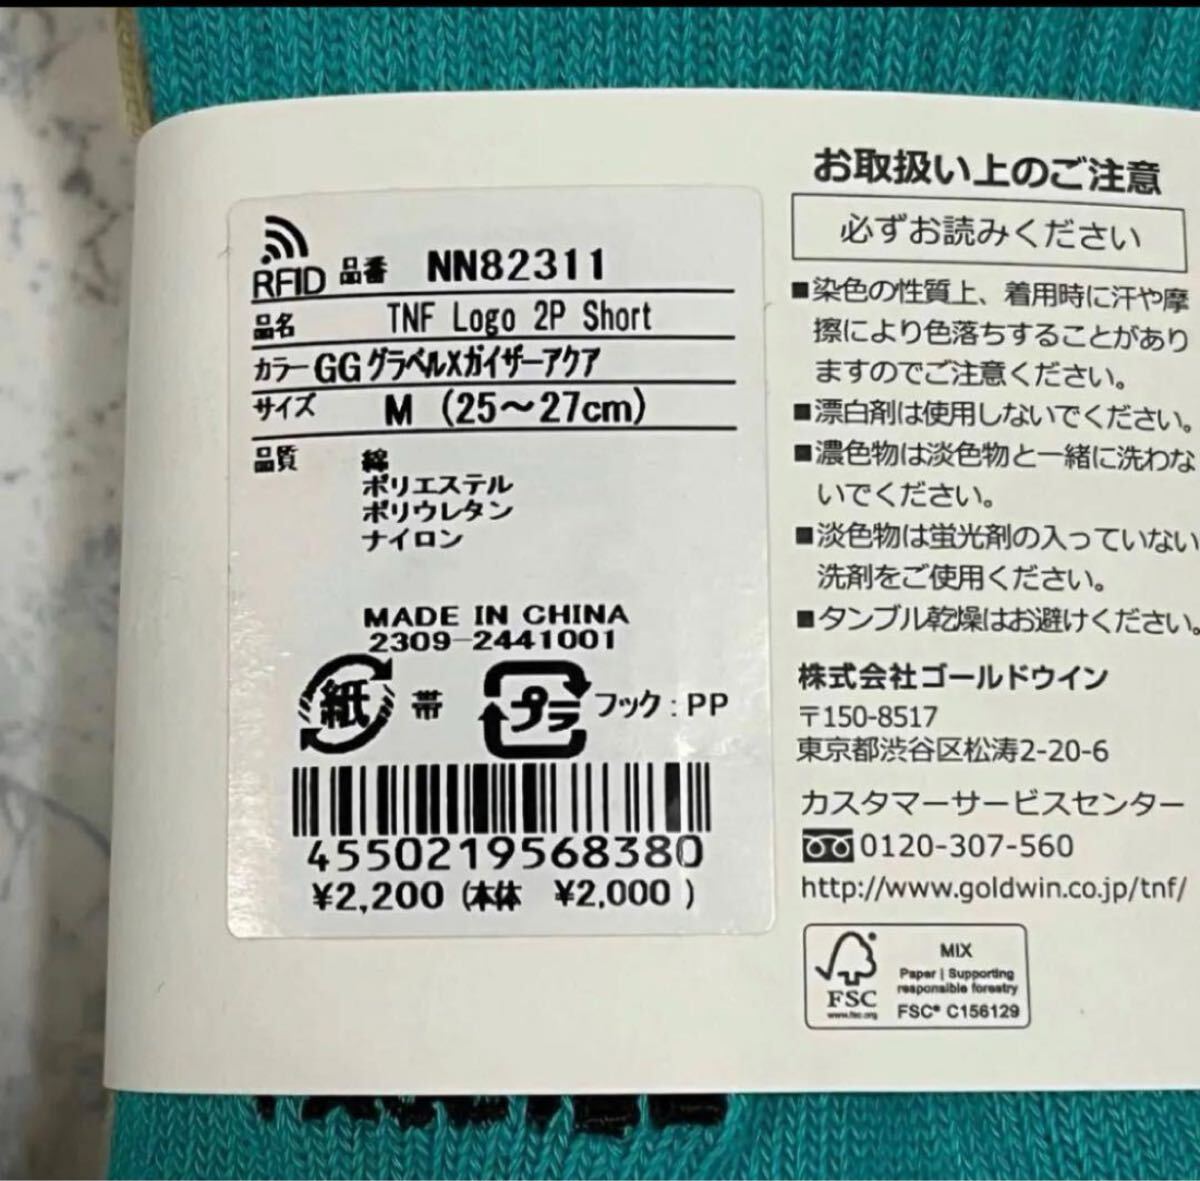 RFID 品番 NN82311
品名 TNF Logo 2P Short
カラー GG グラベルXガイザーアクア
サイズ M (25～27cm)
品質 綿
ポリエステル
ポリウレタン
ナイロン
MADE IN CHINA
2309-2441001
紙 帯 プラ フック:PP
4550219568380
¥2,200 (本体 ¥2,000 )
お取扱い上のご注意
必ずお読みください
■染色の性質上、着用時に汗や摩
擦により色落ちすることがあり
ますのでご注意ください。
■漂白剤は使用しないでください。
■濃色物は淡色物と一緒に洗わな
いでください。
■淡色物は蛍光剤の入っていない
洗剤をご使用ください。
■タンブル乾燥はお避けください。
株式会社ゴールドウイン
〒150-8517
東京都渋谷区松涛2-20-6
カスタマーサービスセンター
0120-307-560
http://www.goldwin.co.jp/tnf/
FSC
www.fsc.org
MIX
Paper | Supporting
responsible forestry
FSC® C156129